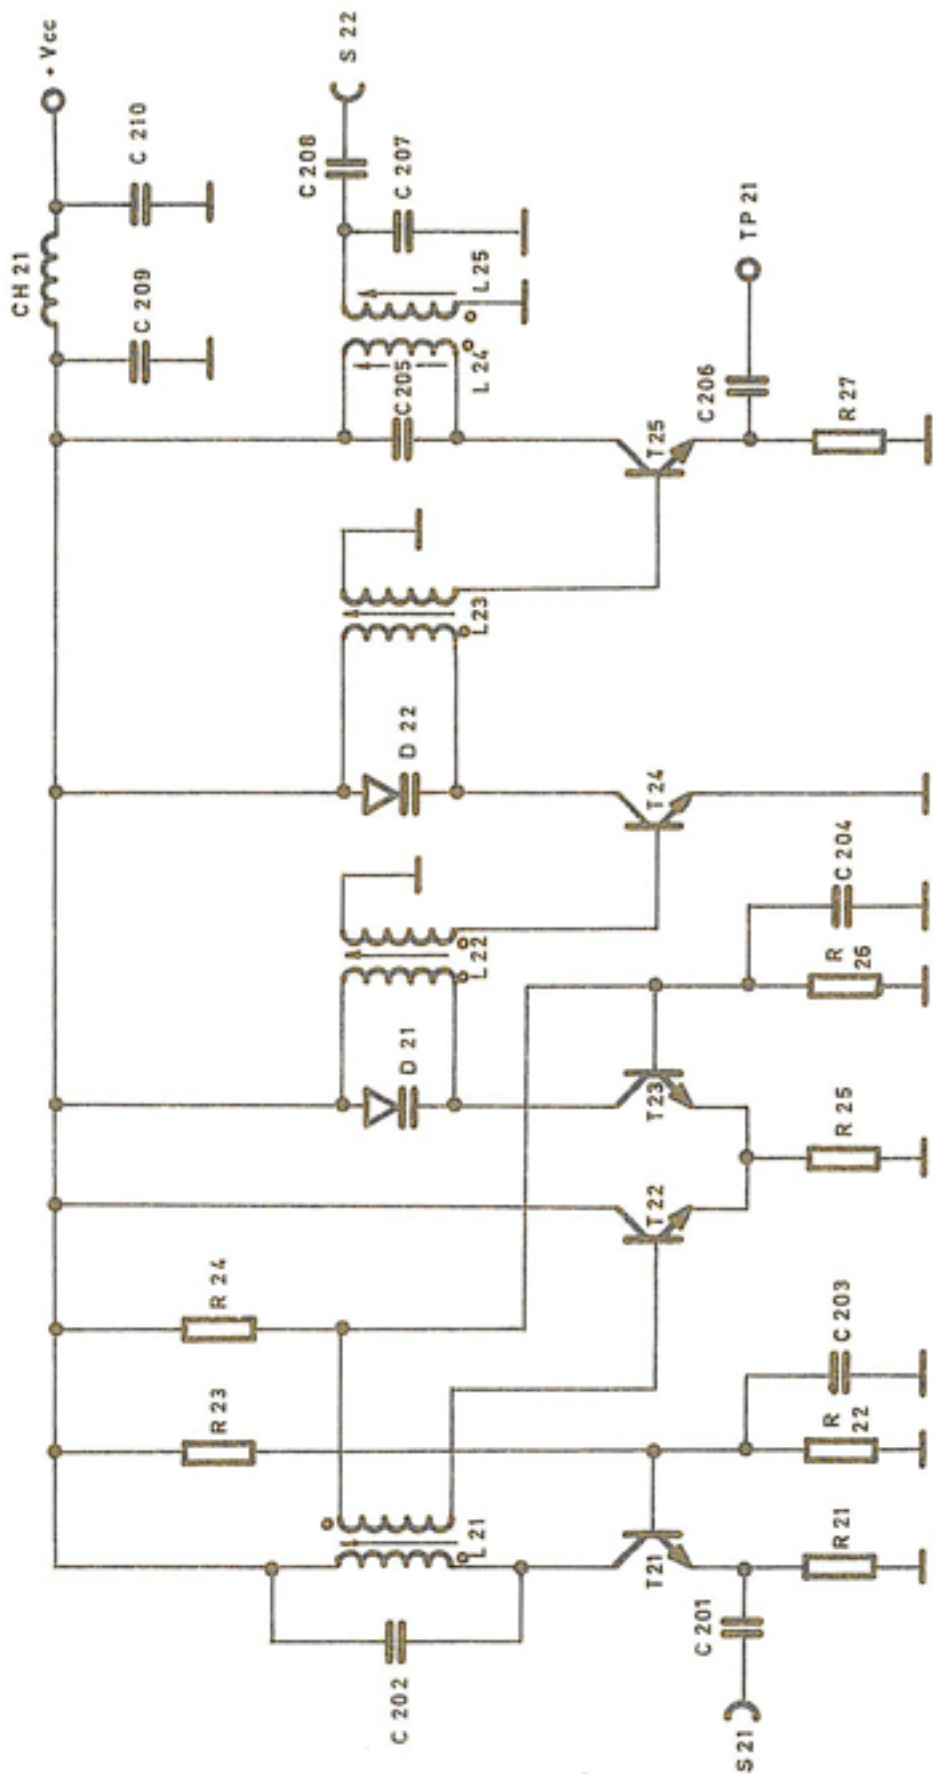 + Vcc
CH 21
C 210
C 209
S 22
C 208
C 207
L 25
L 24
C 205
TP 21
C 206
R 27
T 25
L 23
D 22
T 24
L 22
D 21
C 204
R
26
T 23
R 25
T 22
R 24
R 23
C 203
R
22
L 21
T 21
R 21
C 202
C 201
S 21